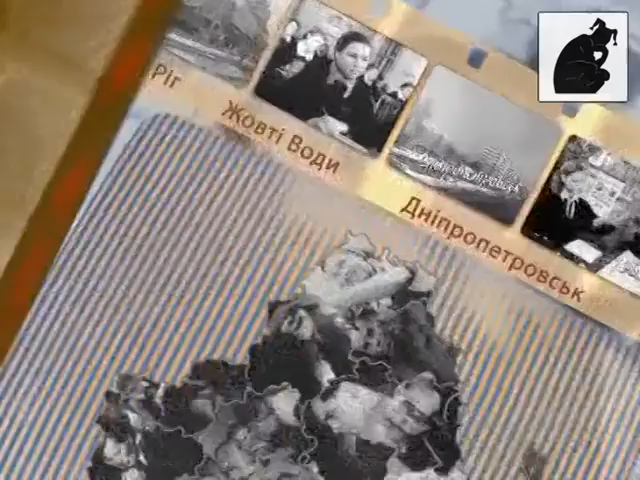 Ріг
Жовті Води
Дніпропетровськ